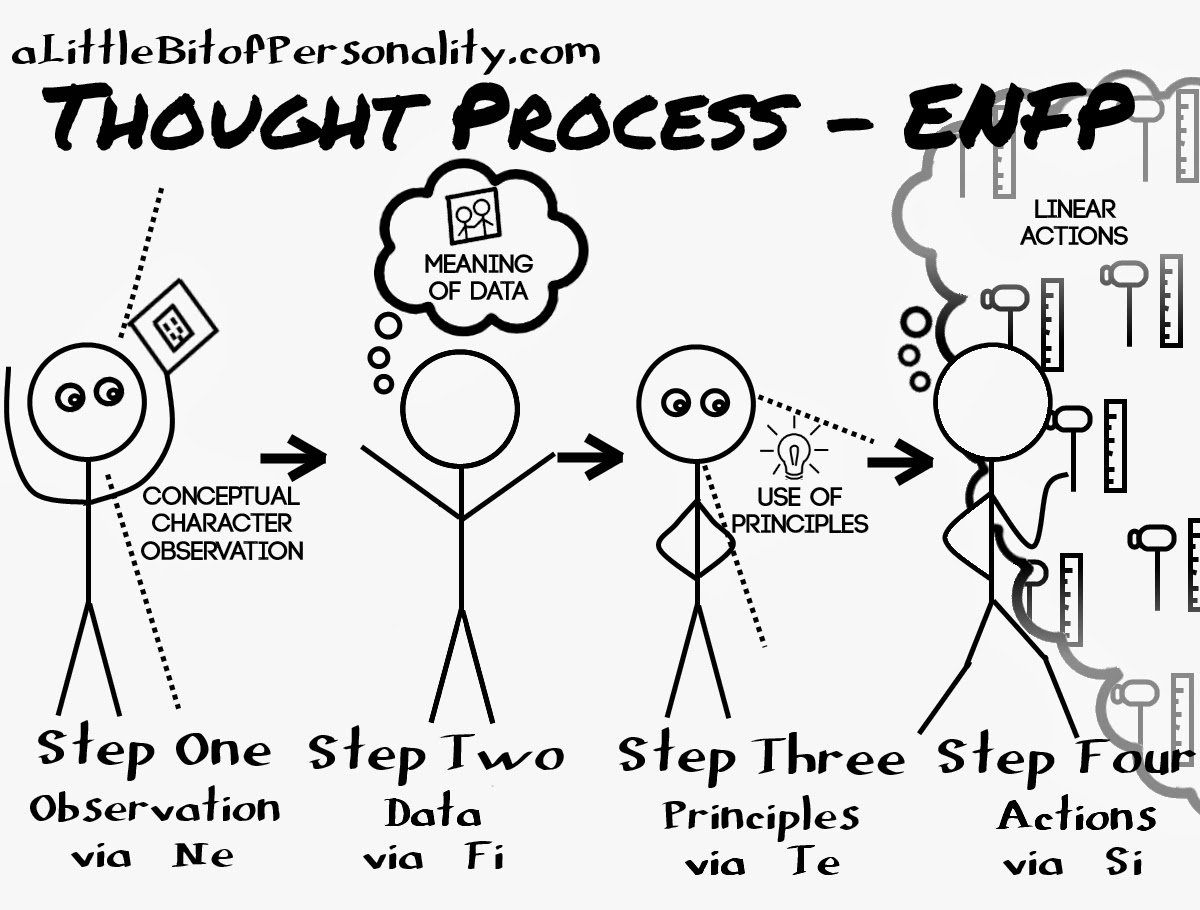 aLittleBitofPersonality.com
THOUGHT PROCESS - ENFP
MEANING
OF DATA
LINEAR
ACTIONS
CONCEPTUAL
CHARACTER
OBSERVATION
USE OF
PRINCIPLES
Step One
Observation
via Ne
Step Two
Data
via Fi
Step Three
Principles
via Te
Step Four
Actions
via Si